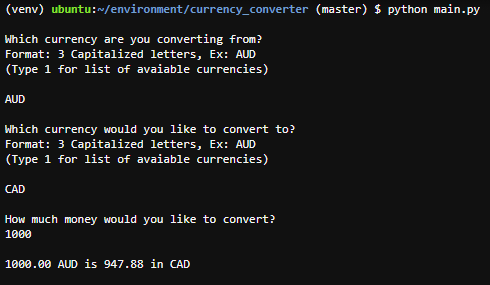 (venv) ubuntu:~/environment/currency_converter (master) $ python main.py
Which currency are you converting from?
Format: 3 Capitalized letters, Ex: AUD
(Type 1 for list of avaiable currencies)
AUD
Which currency would you like to convert to?
Format: 3 Capitalized letters, Ex: AUD
(Type 1 for list of avaiable currencies)
CAD
How much money would you like to convert?
1000
1000.00 AUD is 947.88 in CAD